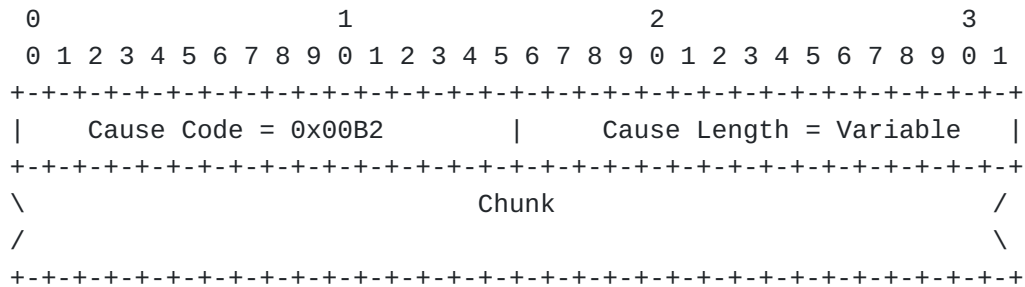 0                   1                   2                   3
 0 1 2 3 4 5 6 7 8 9 0 1 2 3 4 5 6 7 8 9 0 1 2 3 4 5 6 7 8 9 0 1
+-+-+-+-+-+-+-+-+-+-+-+-+-+-+-+-+-+-+-+-+-+-+-+-+-+-+-+-+-+-+-+-+
|    Cause Code = 0x00B2        |     Cause Length = Variable   |
+-+-+-+-+-+-+-+-+-+-+-+-+-+-+-+-+-+-+-+-+-+-+-+-+-+-+-+-+-+-+-+-+
\                             Chunk                            /
/                                                              \
+-+-+-+-+-+-+-+-+-+-+-+-+-+-+-+-+-+-+-+-+-+-+-+-+-+-+-+-+-+-+-+-+